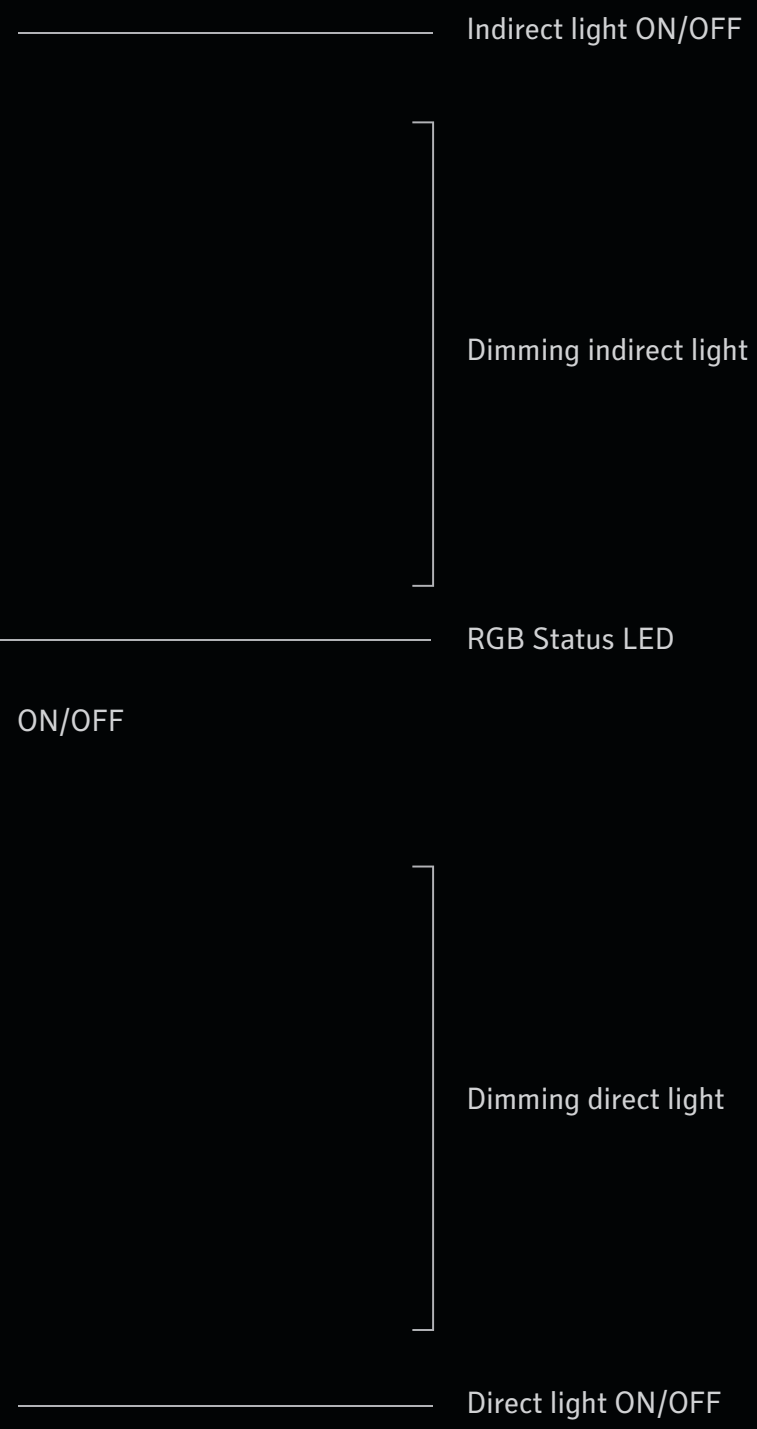 Indirect light ON/OFF
Dimming indirect light
RGB Status LED
ON/OFF
Dimming direct light
Direct light ON/OFF